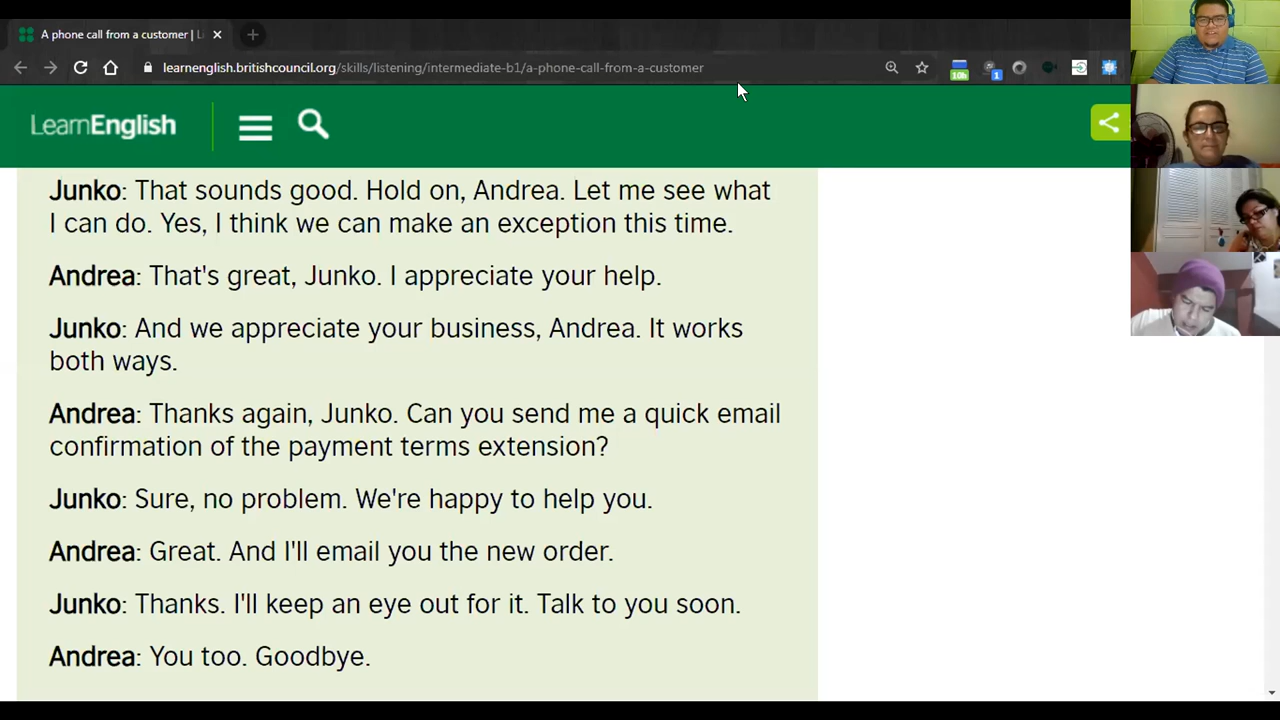 A phone call from a customer | L
learnenglish.britishcouncil.org/skills/listening/intermediate-b1/a-phone-call-from-a-customer
10h
1
LearnEnglish
Junko: That sounds good. Hold on, Andrea. Let me see what
I can do. Yes, I think we can make an exception this time.
Andrea: That's great, Junko. I appreciate your help.
Junko: And we appreciate your business, Andrea. It works
both ways.
Andrea: Thanks again, Junko. Can you send me a quick email
confirmation of the payment terms extension?
Junko: Sure, no problem. We're happy to help you.
Andrea: Great. And I'll email you the new order.
Junko: Thanks. I'll keep an eye out for it. Talk to you soon.
Andrea: You too. Goodbye.